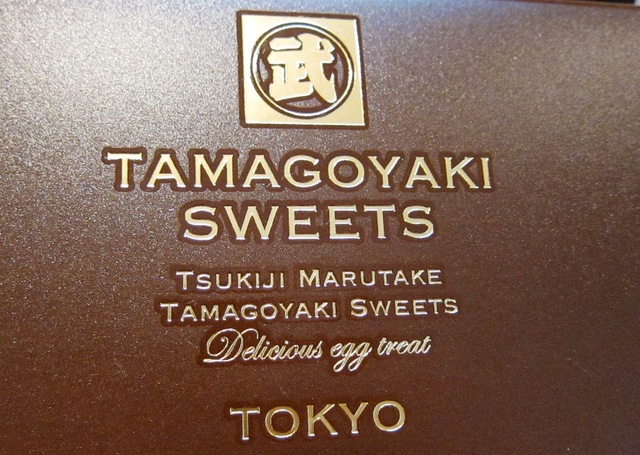 武
TAMAGOYAKI
SWEETS
TSUKIJI MARUTAKE
TAMAGOYAKI SWEETS
Delicious egg treat
TOKYO